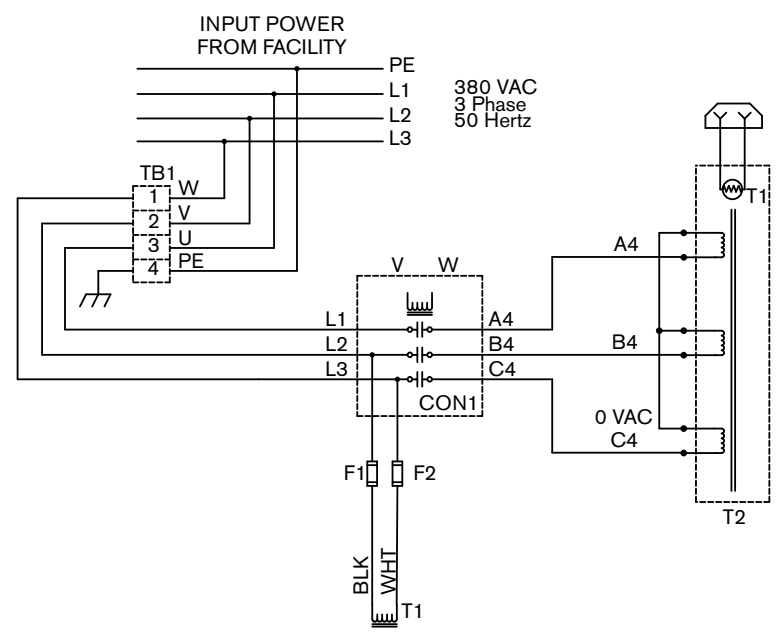 INPUT POWER
FROM FACILITY
PE
L1
L2
L3
380 VAC
3 Phase
50 Hertz
TB1
1 W
2 V
3 U
4 PE
T1
V W
A4
L1 A4
L2 B4 B4
L3 C4
CON1
0 VAC
C4
F1 F2
T2
BLK
WHT
T1